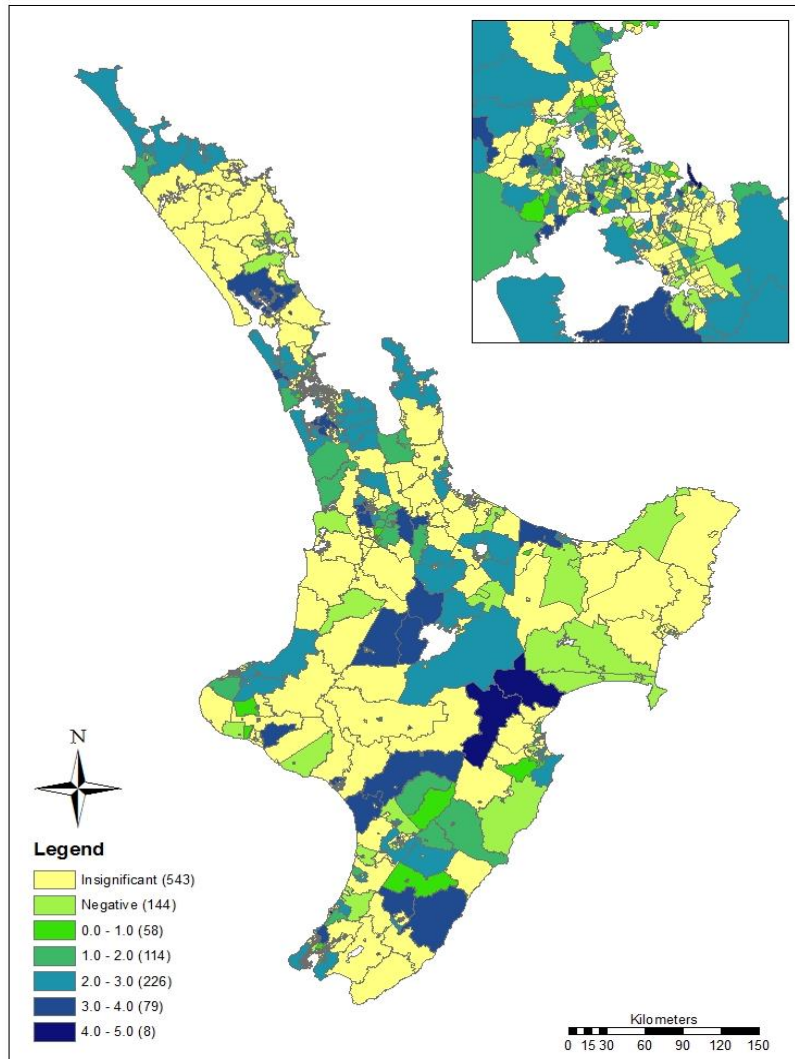 N
Legend
Insignificant (543)
Negative (144)
0.0 - 1.0 (58)
1.0 - 2.0 (114)
2.0 - 3.0 (226)
3.0 - 4.0 (79)
4.0 - 5.0 (8)
Kilometers
0 15 30 60 90 120 150